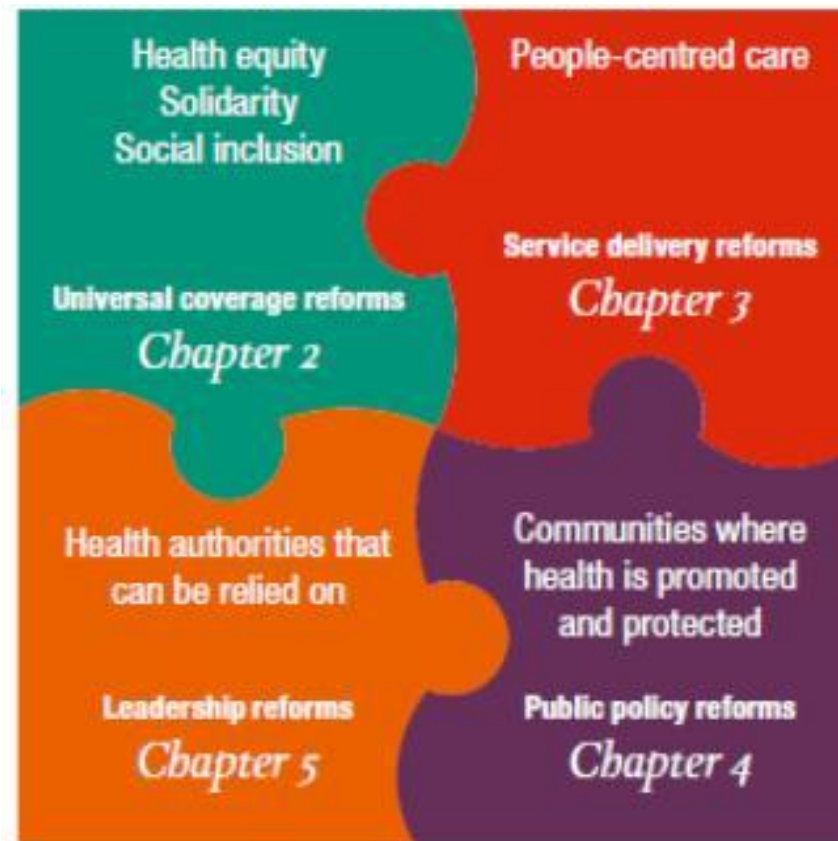 Health equity
Solidarity
Social inclusion
Universal coverage reforms
Chapter 2
People-centred care
Service delivery reforms
Chapter 3
Health authorities that
can be relied on
Leadership reforms
Chapter 5
Communities where
health is promoted
and protected
Public policy reforms
Chapter 4